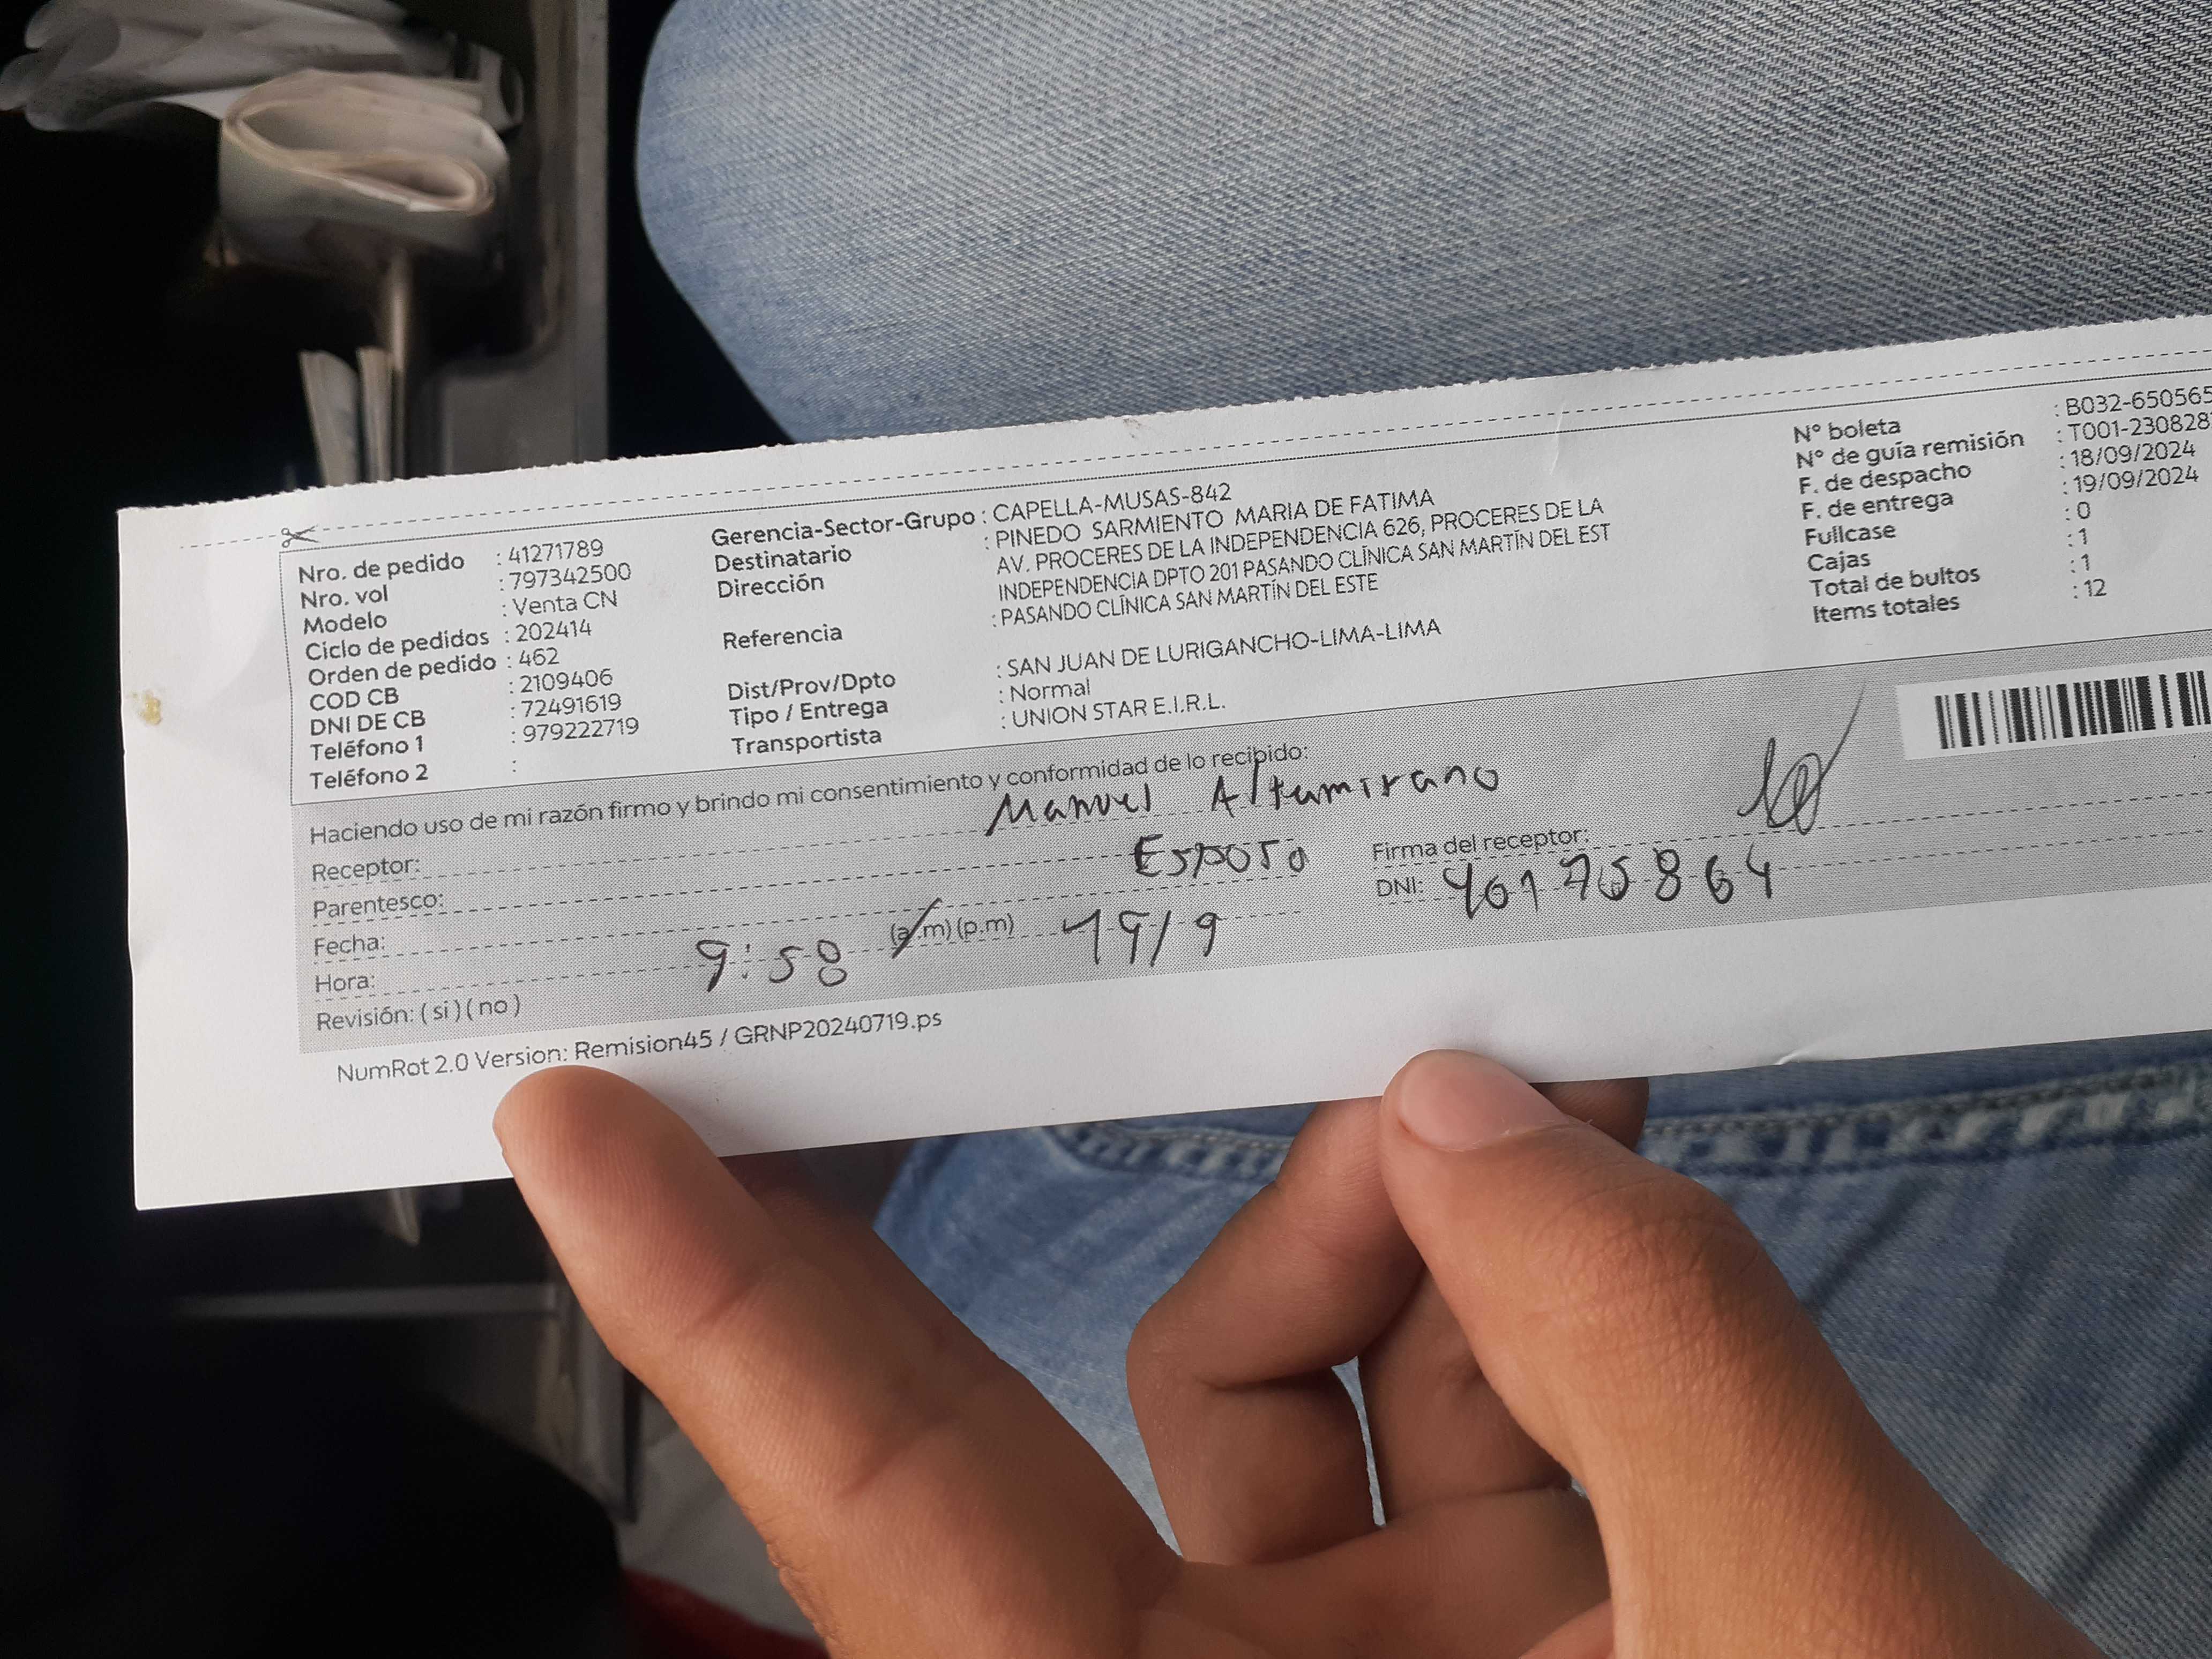 Nro. de pedido : 41271789
Nro. vol : 797342500
Modelo : Venta CN
Ciclo de pedidos : 202414
Orden de pedido : 462
COD CB : 2109406
DNI DE CB : 72491619
Teléfono 1 : 979222719
Teléfono 2 :
Gerencia-Sector-Grupo : CAPELLA-MUSAS-842
Destinatario : PINEDO SARMIENTO MARIA DE FATIMA
Dirección AV. PROCERES DE LA INDEPENDENCIA 626, PROCERES DE LA
INDEPENDENCIA DPTO 201 PASANDO CLÍNICA SAN MARTÍN DEL EST
Referencia : PASANDO CLÍNICA SAN MARTÍN DEL ESTE
Dist/Prov/Dpto : SAN JUAN DE LURIGANCHO-LIMA-LIMA
Tipo / Entrega : Normal
Transportista : UNION STAR E.I.R.L.
N° boleta : B032-650565
N° de guía remisión : T001-230828
F. de despacho : 18/09/2024
F. de entrega : 19/09/2024
Fullcase : 0
Cajas : 1
Total de bultos : 1
Items totales : 12
Haciendo uso de mi razón firmo y brindo mi consentimiento y conformidad de lo recibido:
Receptor: Manuel Altamirano
Parentesco: Esposo
Firma del receptor:
Fecha: 19/9
DNI: 46175864
Hora: 9:58 (a.m) (p.m)
Revisión: ( si ) ( no )
NumRot 2.0 Version: Remision45 / GRNP20240719.ps